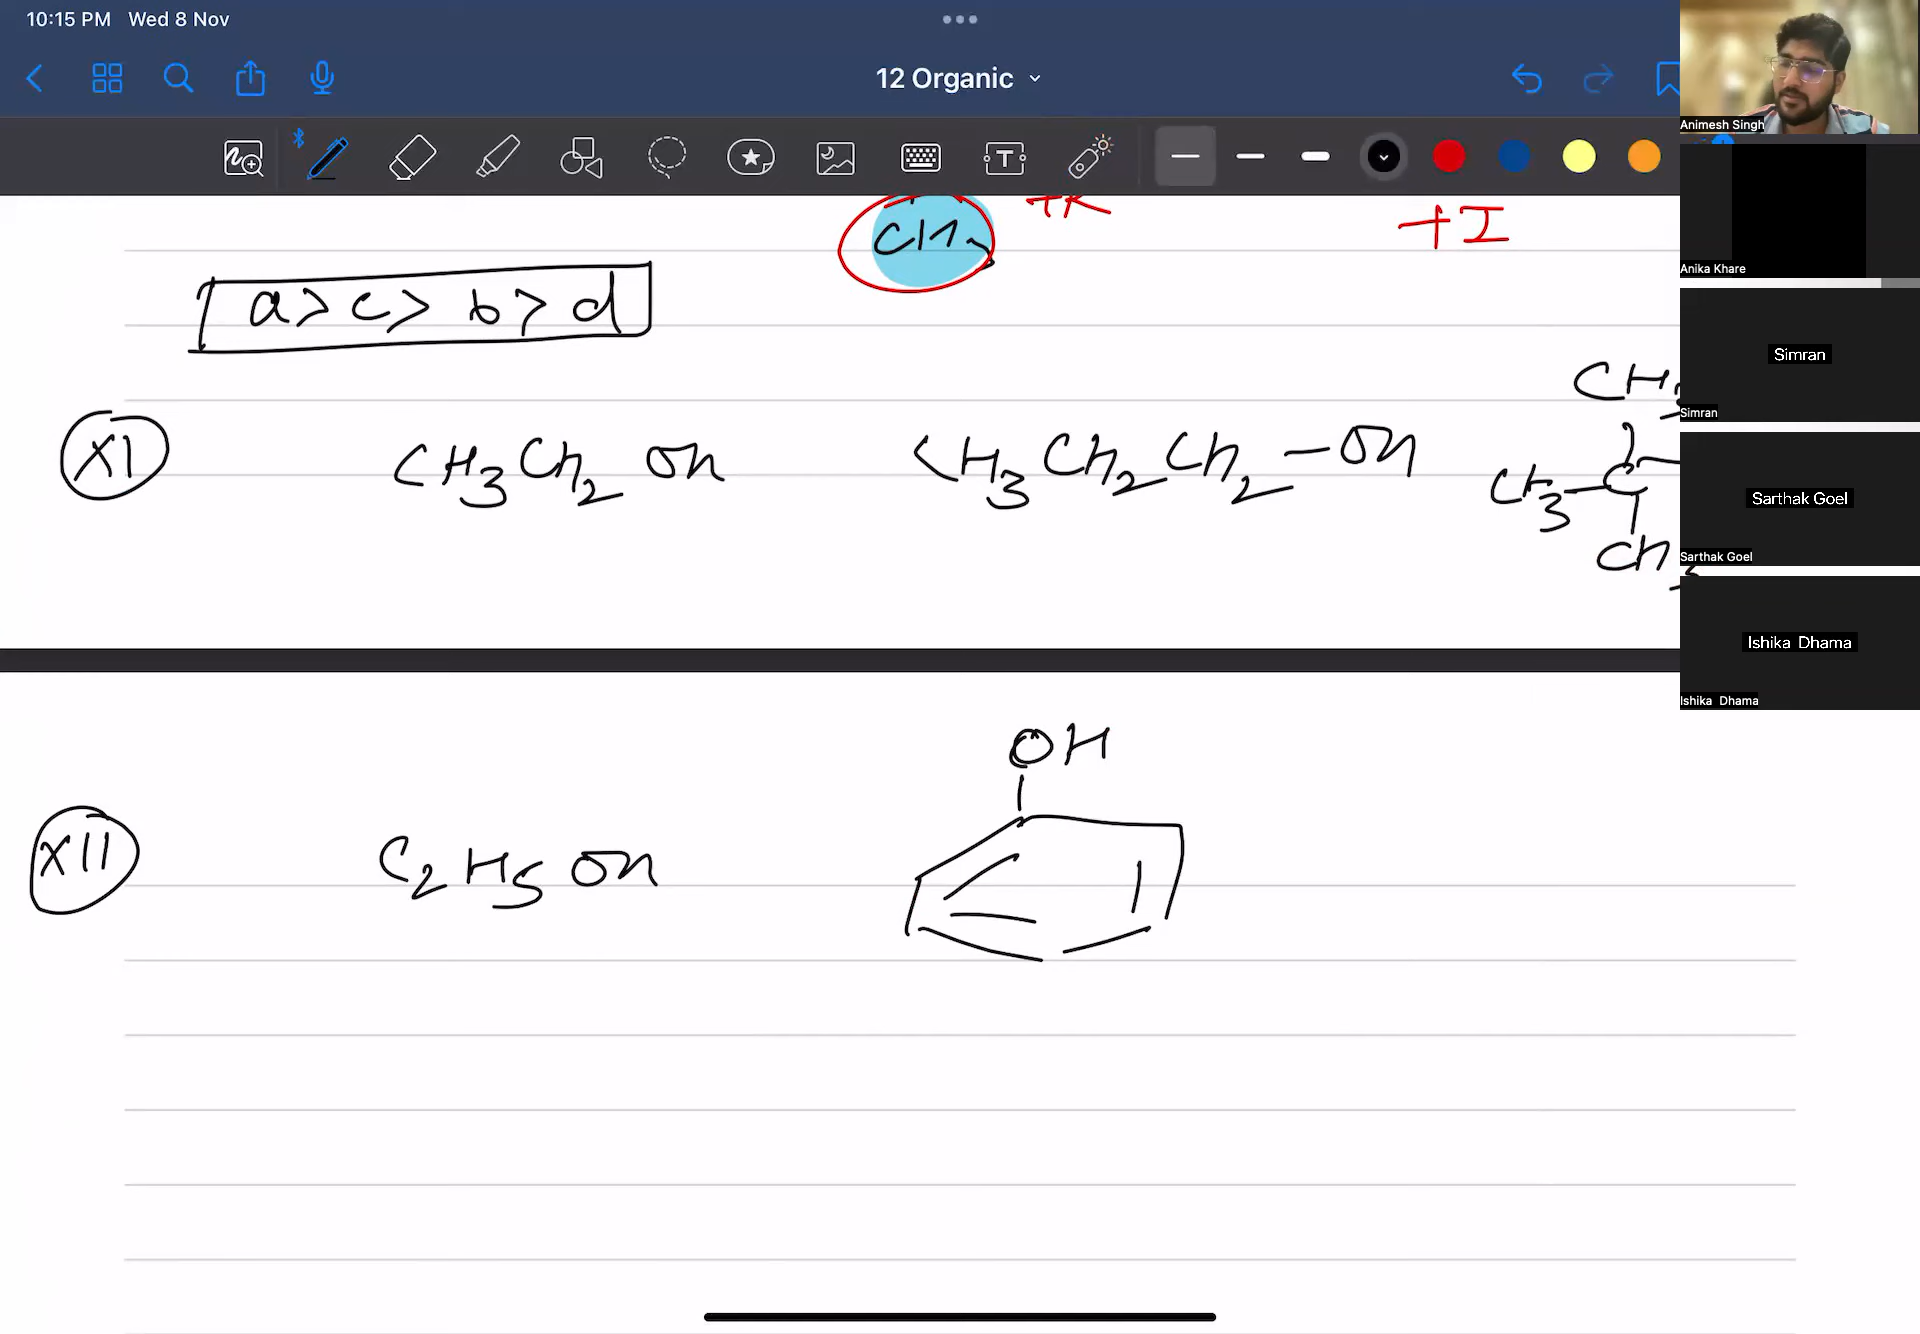 10:15 PM Wed 8 Nov
12 Organic
T
Animesh Singh
Anika Khare
Simran
Simran
Sarthak Goel
Sarthak Goel
Ishika Dhama
Ishika Dhama
CH3 +R +I
a > c > b > d
XI CH3CH2OH CH3CH2CH2-OH
CH3
CH3-C
CH3
XII C2H5OH
OH